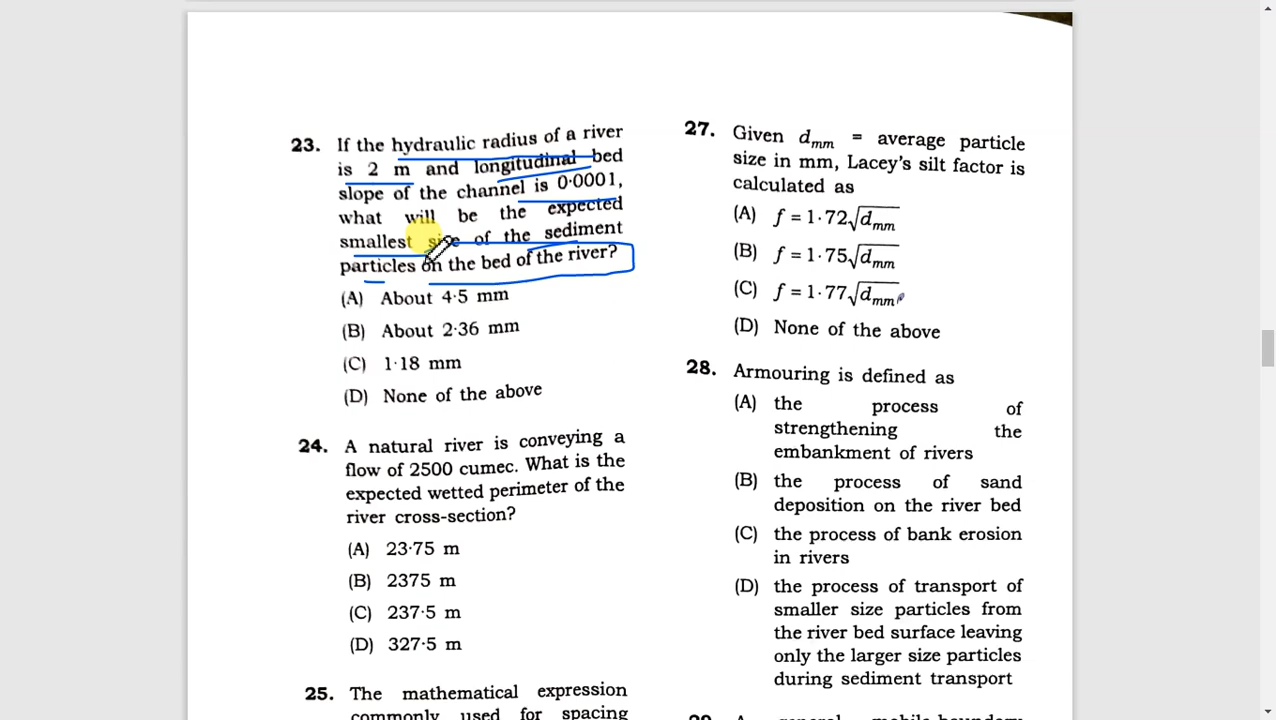 23. If the hydraulic radius of a river
is 2 m and longitudinal bed
slope of the channel is 0·0001,
what will be the expected
smallest size of the sediment
particles on the bed of the river?
(A) About 4·5 mm
(B) About 2·36 mm
(C) 1·18 mm
(D) None of the above
24. A natural river is conveying a
flow of 2500 cumec. What is the
expected wetted perimeter of the
river cross-section?
(A) 23·75 m
(B) 2375 m
(C) 237·5 m
(D) 327·5 m
25. The mathematical expression
commonly used for spacing
27. Given d_mm = average particle
size in mm, Lacey's silt factor is
calculated as
(A) f = 1·72√d_mm
(B) f = 1·75√d_mm
(C) f = 1·77√d_mm
(D) None of the above
28. Armouring is defined as
(A) the process of
strengthening the
embankment of rivers
(B) the process of sand
deposition on the river bed
(C) the process of bank erosion
in rivers
(D) the process of transport of
smaller size particles from
the river bed surface leaving
only the larger size particles
during sediment transport
29. A general mobile-boundary